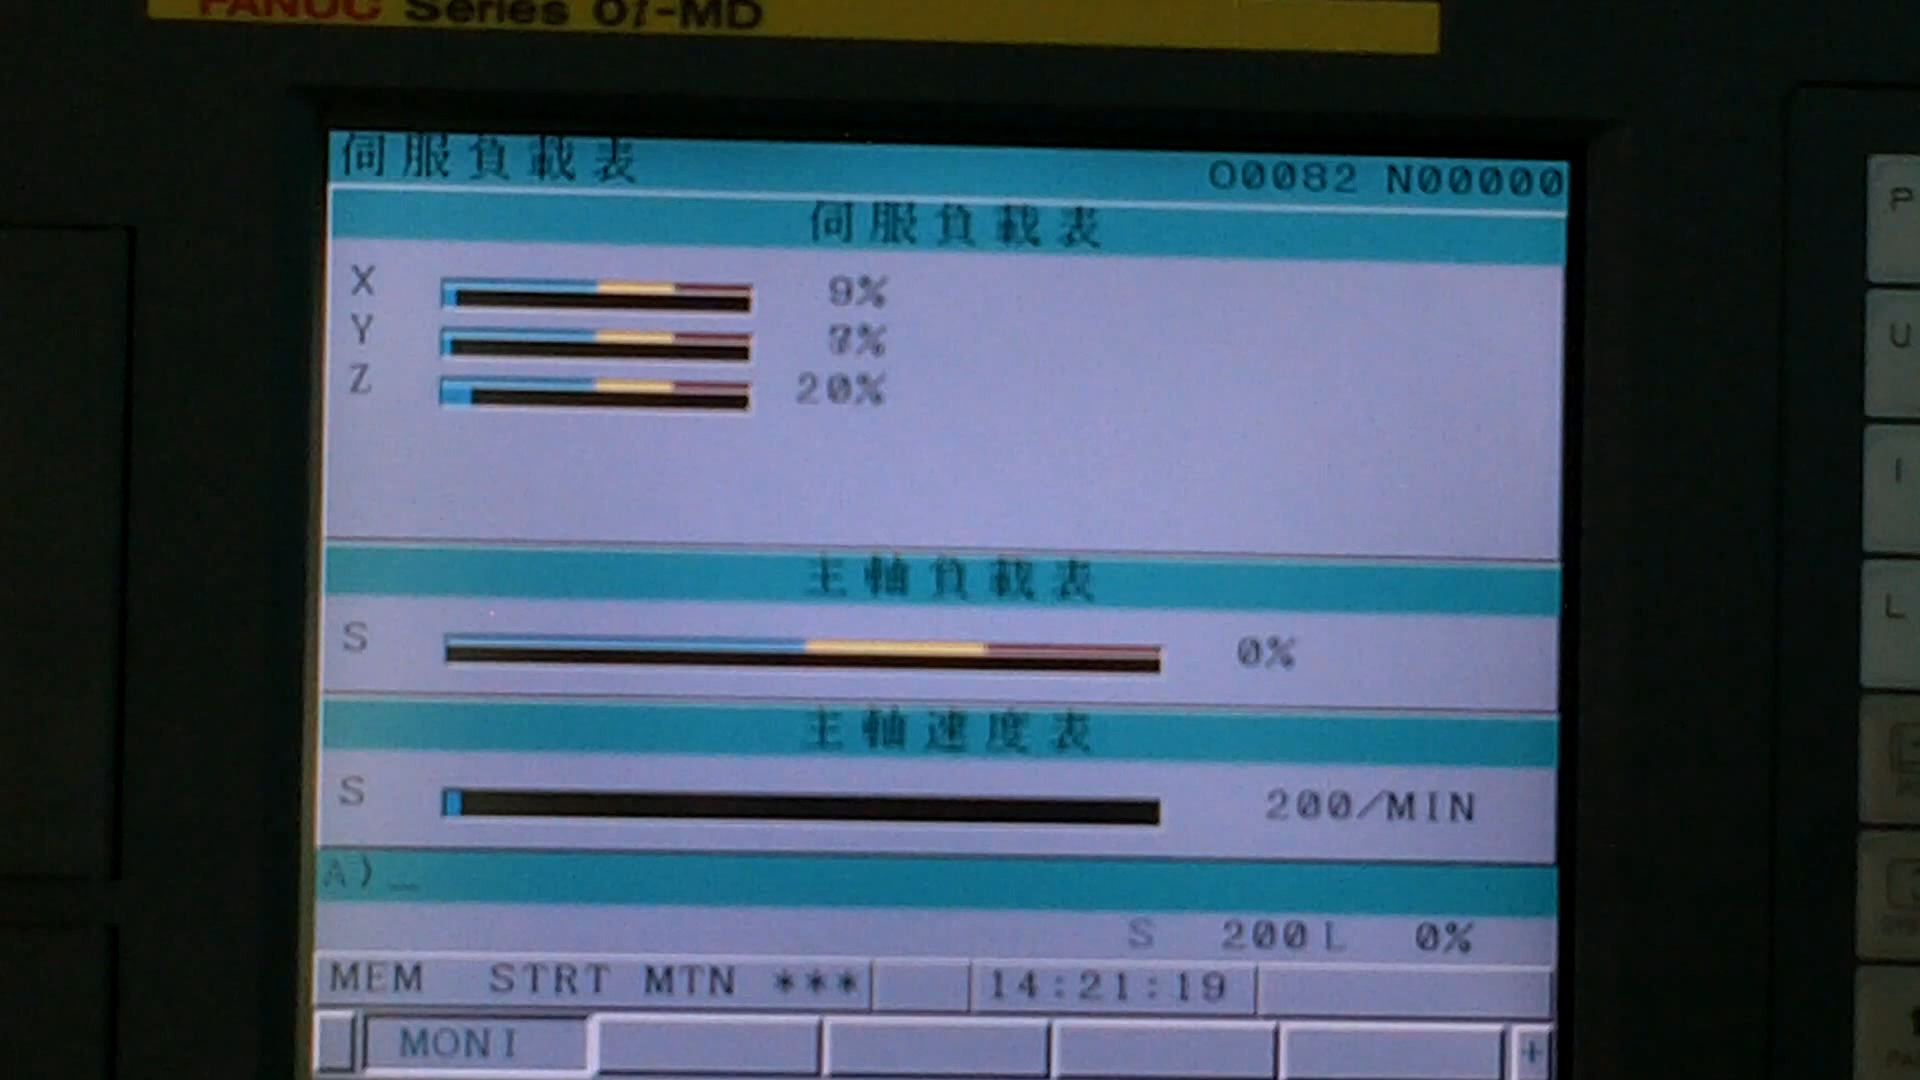 FANUC Series 0i-MD
伺服負載表 O0082 N00000
伺服負載表
X 9%
Y %
Z 20%
主軸負載表
S 0%
主軸速度表
S 200/MIN
A)_
S 200 L 0%
MEM STRT MTN *** 14:21:19
MONI +
P
U
I
L